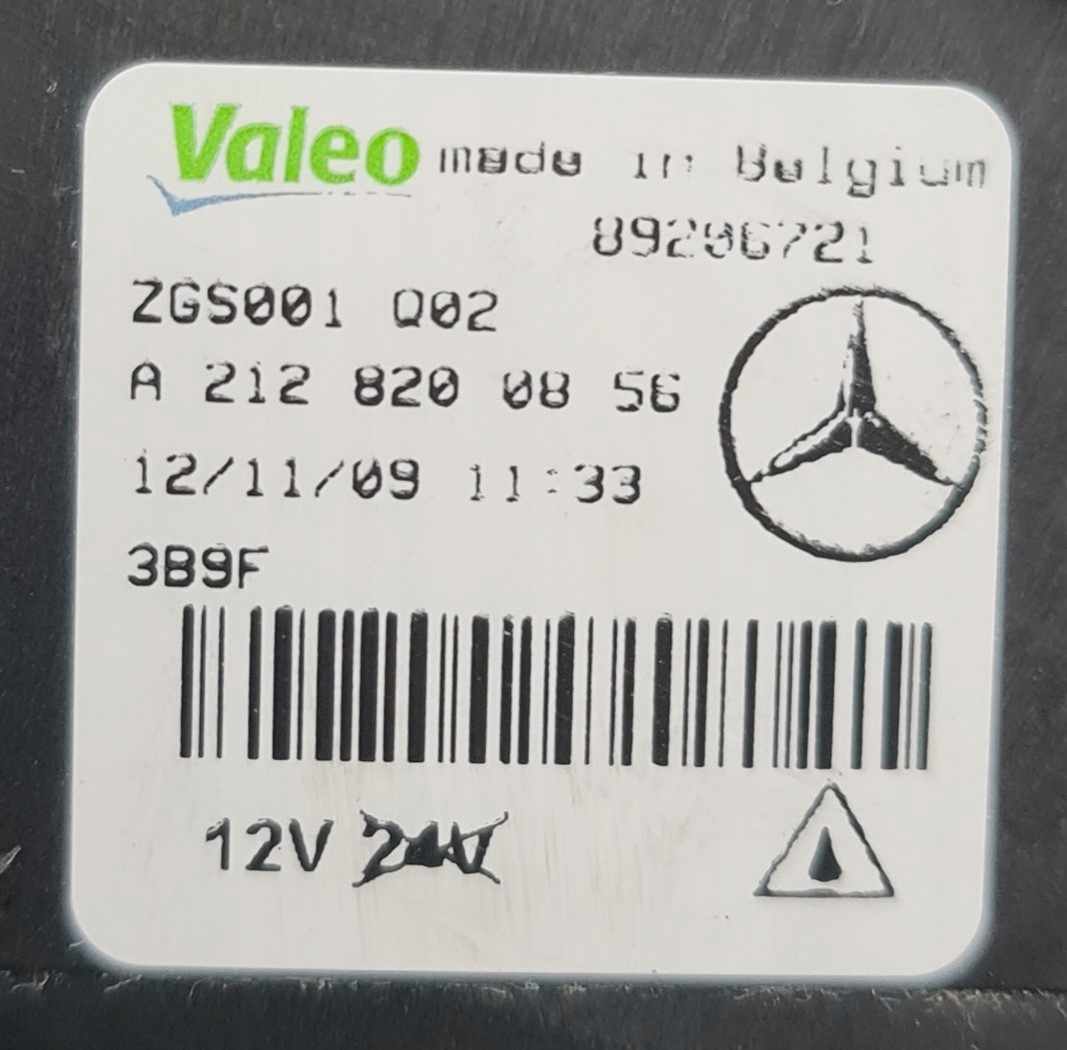 Valeo made in Belgium
89206721
ZGS001 Q02
A 212 820 08 56
12/11/09 11:33
3B9F
12V 24V